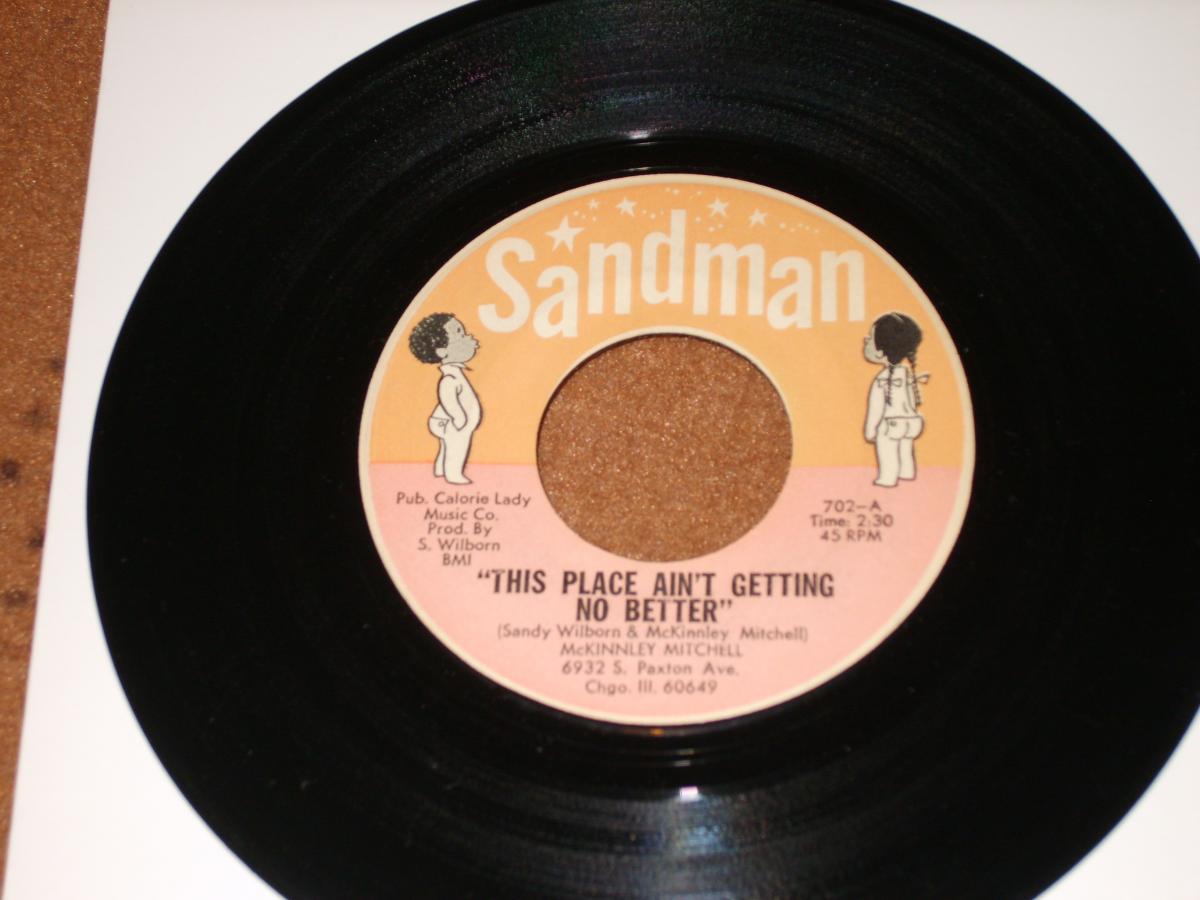 Sandman
Pub. Calorie Lady
Music Co.
Prod. By
S. Wilborn
BMI
702-A
Time: 2:30
45 RPM
"THIS PLACE AIN'T GETTING
NO BETTER"
(Sandy Wilborn & McKinnley Mitchell)
McKINNLEY MITCHELL
6932 S. Paxton Ave.
Chgo. Ill. 60649